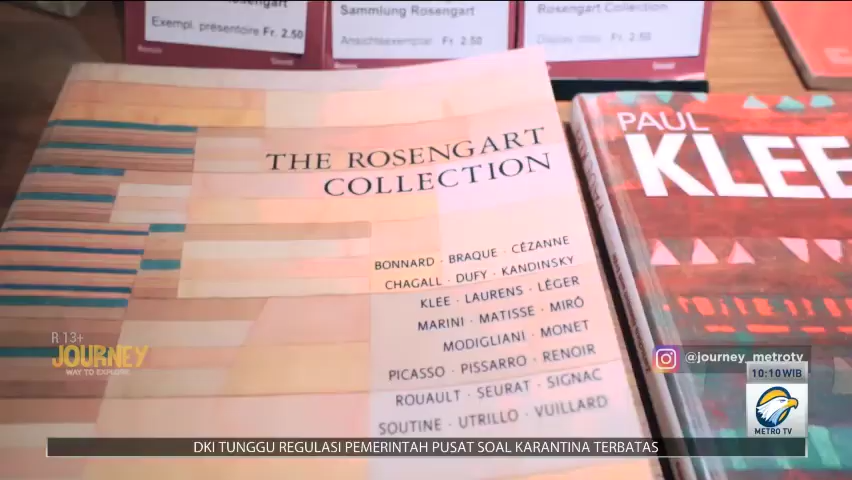 Rosengart
Exempl. présentoire Fr. 2.50
Sammlung Rosengart
Ansichtsexemplar Fr 2.50
Rosengart Collection
Fr. 2.50
THE ROSENGART
COLLECTION
BONNARD · BRAQUE · CÉZANNE
CHAGALL · DUFY · KANDINSKY
KLEE · LAURENS · LÉGER
MARINI · MATISSE · MIRÓ
MODIGLIANI · MONET
PICASSO · PISSARRO · RENOIR
ROUAULT · SEURAT · SIGNAC
SOUTINE · UTRILLO · VUILLARD
PAUL
KLEE
R 13+
JOURNEY
WAY TO EXPLORE
@journey_metrotv
10:10 WIB
METRO TV
DKI TUNGGU REGULASI PEMERINTAH PUSAT SOAL KARANTINA TERBATAS